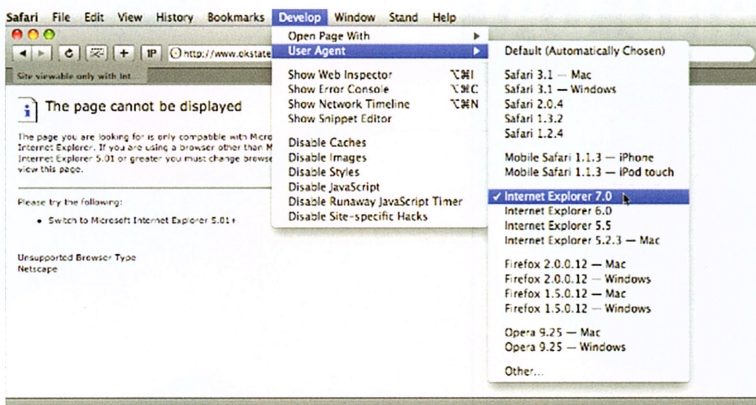 Safari File Edit View History Bookmarks Develop Window Stand Help
Open Page With
User Agent
1P http://www.okstate
Site viewable only with Int...
Show Web Inspector ⌥⌘I
Show Error Console ⌥⌘C
Show Network Timeline ⌥⌘N
Show Snippet Editor
Disable Caches
Disable Images
Disable Styles
Disable JavaScript
Disable Runaway JavaScript Timer
Disable Site-specific Hacks
Default (Automatically Chosen)
Safari 3.1 — Mac
Safari 3.1 — Windows
Safari 2.0.4
Safari 1.3.2
Safari 1.2.4
Mobile Safari 1.1.3 — iPhone
Mobile Safari 1.1.3 — iPod touch
✓ Internet Explorer 7.0
Internet Explorer 6.0
Internet Explorer 5.5
Internet Explorer 5.2.3 — Mac
Firefox 2.0.0.12 — Mac
Firefox 2.0.0.12 — Windows
Firefox 1.5.0.12 — Mac
Firefox 1.5.0.12 — Windows
Opera 9.25 — Mac
Opera 9.25 — Windows
Other...
The page cannot be displayed
The page you are looking for is only compatible with Micro
Internet Explorer. If you are using a browser other than M
Internet Explorer 5.01 or greater you must change browse
view this page.
Please try the following:
• Switch to Microsoft Internet Explorer 5.01+
Unsupported Browser Type
Netscape